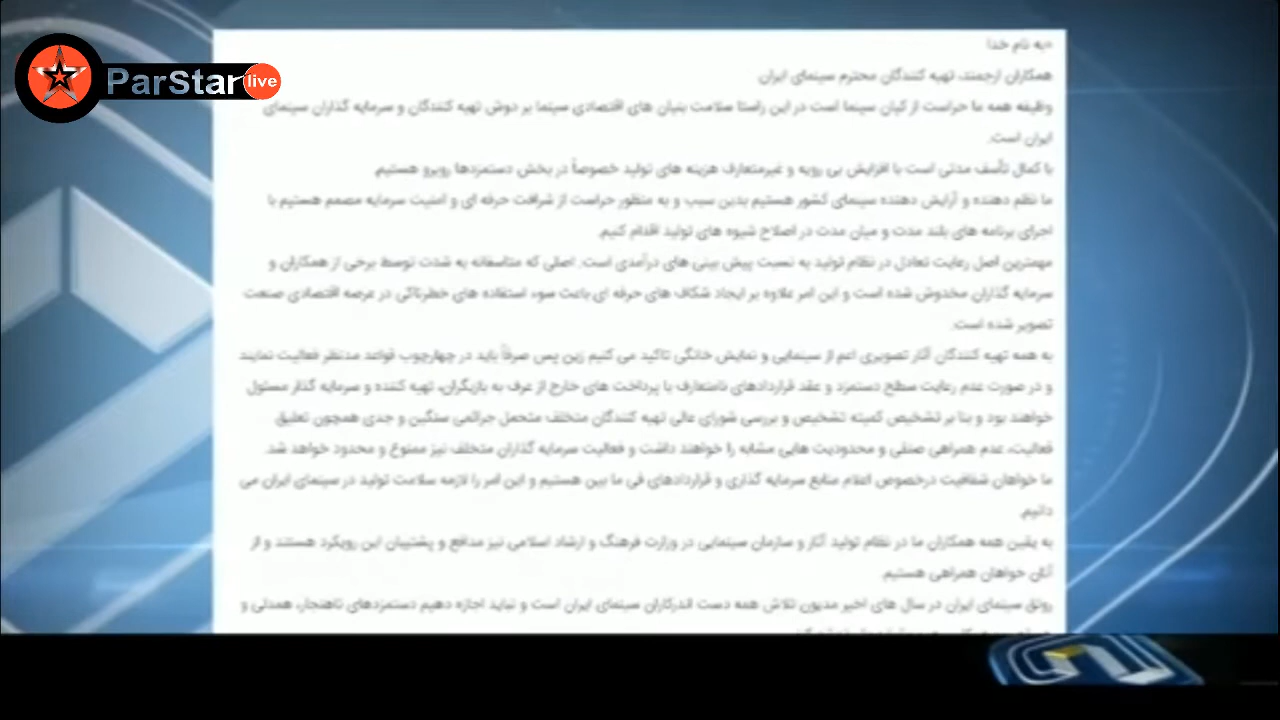 ParStar live
«به نام خدا
همکاران ارجمند، تهیه کنندگان محترم سینمای ایران
وظیفه همه ما حراست از کیان سینما است در این راستا سلامت بنیان های اقتصادی سینما بر دوش تهیه کنندگان و سرمایه گذاران سینمای
ایران است.
با کمال تأسف مدتی است با افزایش بی رویه و غیرمتعارف هزینه های تولید خصوصاً در بخش دستمزدها روبرو هستیم.
ما نظم دهنده و آرایش دهنده سینمای کشور هستیم بدین سبب و به منظور حراست از شرافت حرفه ای و امنیت سرمایه مصمم هستیم با
اجرای برنامه های بلند مدت و میان مدت در اصلاح شیوه های تولید اقدام کنیم.
مهمترین اصل رعایت تعادل در نظام تولید به نسبت پیش بینی های درآمدی است. اصلی که متاسفانه به شدت توسط برخی از همکاران و
سرمایه گذاران مخدوش شده است و این امر علاوه بر ایجاد شکاف های حرفه ای باعث سوء استفاده های خطرناکی در عرصه اقتصادی صنعت
تصویر شده است.
به همه تهیه کنندگان آثار تصویری اعم از سینمایی و نمایش خانگی تاکید می کنیم زین پس صرفاً باید در چهارچوب قواعد مدنظر فعالیت نمایند
و در صورت عدم رعایت سطح دستمزد و عقد قراردادهای نامتعارف با پرداخت های خارج از عرف به بازیگران، تهیه کننده و سرمایه گذار مسئول
خواهند بود و بنا بر تشخیص کمیته تشخیص و بررسی شورای عالی تهیه کنندگان متخلف متحمل جرائمی سنگین و جدی همچون تعلیق
فعالیت، عدم همراهی صنفی و محدودیت هایی مشابه را خواهند داشت و فعالیت سرمایه گذاران متخلف نیز ممنوع و محدود خواهد شد.
ما خواهان شفافیت درخصوص اعلام منابع سرمایه گذاری و قراردادهای فی ما بین هستیم و این امر را لازمه سلامت تولید در سینمای ایران می
دانیم.
به یقین همه همکاران ما در نظام تولید آثار و سازمان سینمایی در وزارت فرهنگ و ارشاد اسلامی نیز مدافع و پشتیبان این رویکرد هستند و از
آنان خواهان همراهی هستیم.
رونق سینمای ایران در سال های اخیر مدیون تلاش همه دست اندرکاران سینمای ایران است و نباید اجازه دهیم دستمزدهای ناهنجار، همدلی و